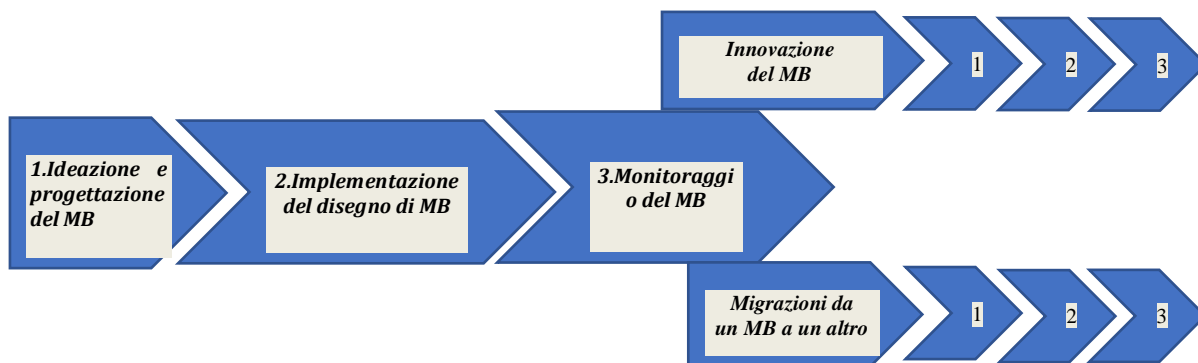 Innovazione
del MB
1
2
3
1.Ideazione e
progettazione
del MB
2.Implementazione
del disegno di MB
3.Monitoraggi
o del MB
Migrazioni da
un MB a un altro
1
2
3